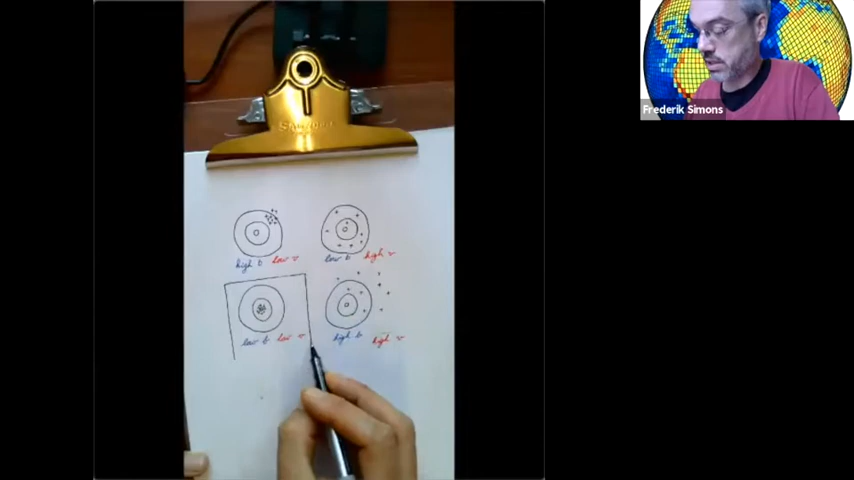 Frederik Simons
high b low v
low b high v
low b low v
high b high v